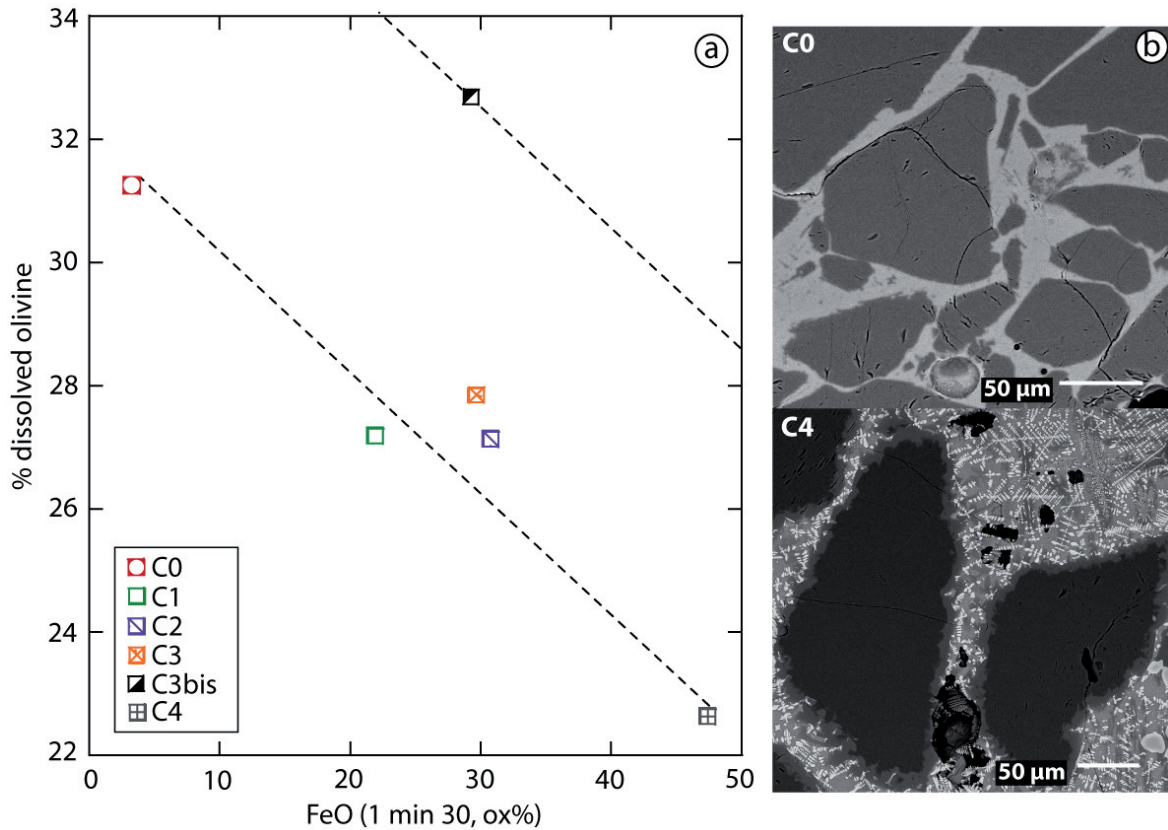 34
32
30
28
26
24
22
% dissolved olivine
a
C0
C1
C2
C3
C3bis
C4
0
10
20
30
40
50
FeO (1 min 30, ox%)
C0
b
50 µm
C4
50 µm